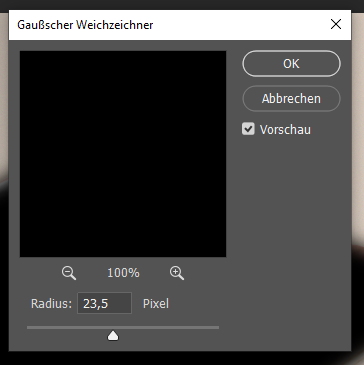 Gaußscher Weichzeichner
OK
Abbrechen
Vorschau
100%
Radius: 23,5 Pixel